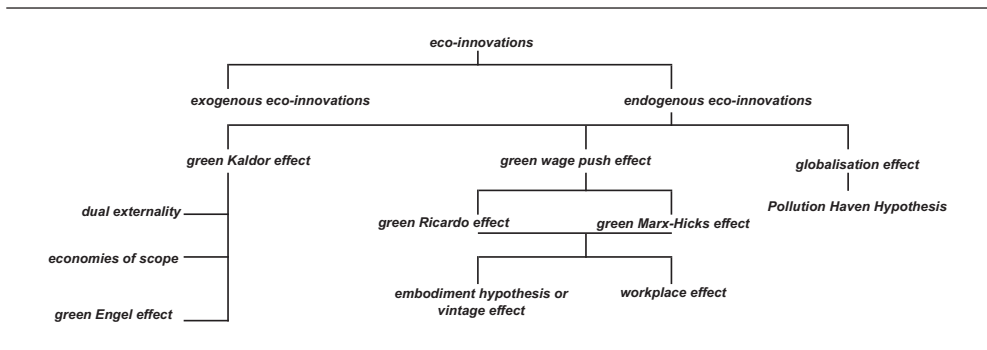 eco-innovations
exogenous eco-innovations
endogenous eco-innovations
green Kaldor effect
green wage push effect
globalisation effect
dual externality
green Ricardo effect
green Marx-Hicks effect
Pollution Haven Hypothesis
economies of scope
embodiment hypothesis or
vintage effect
workplace effect
green Engel effect